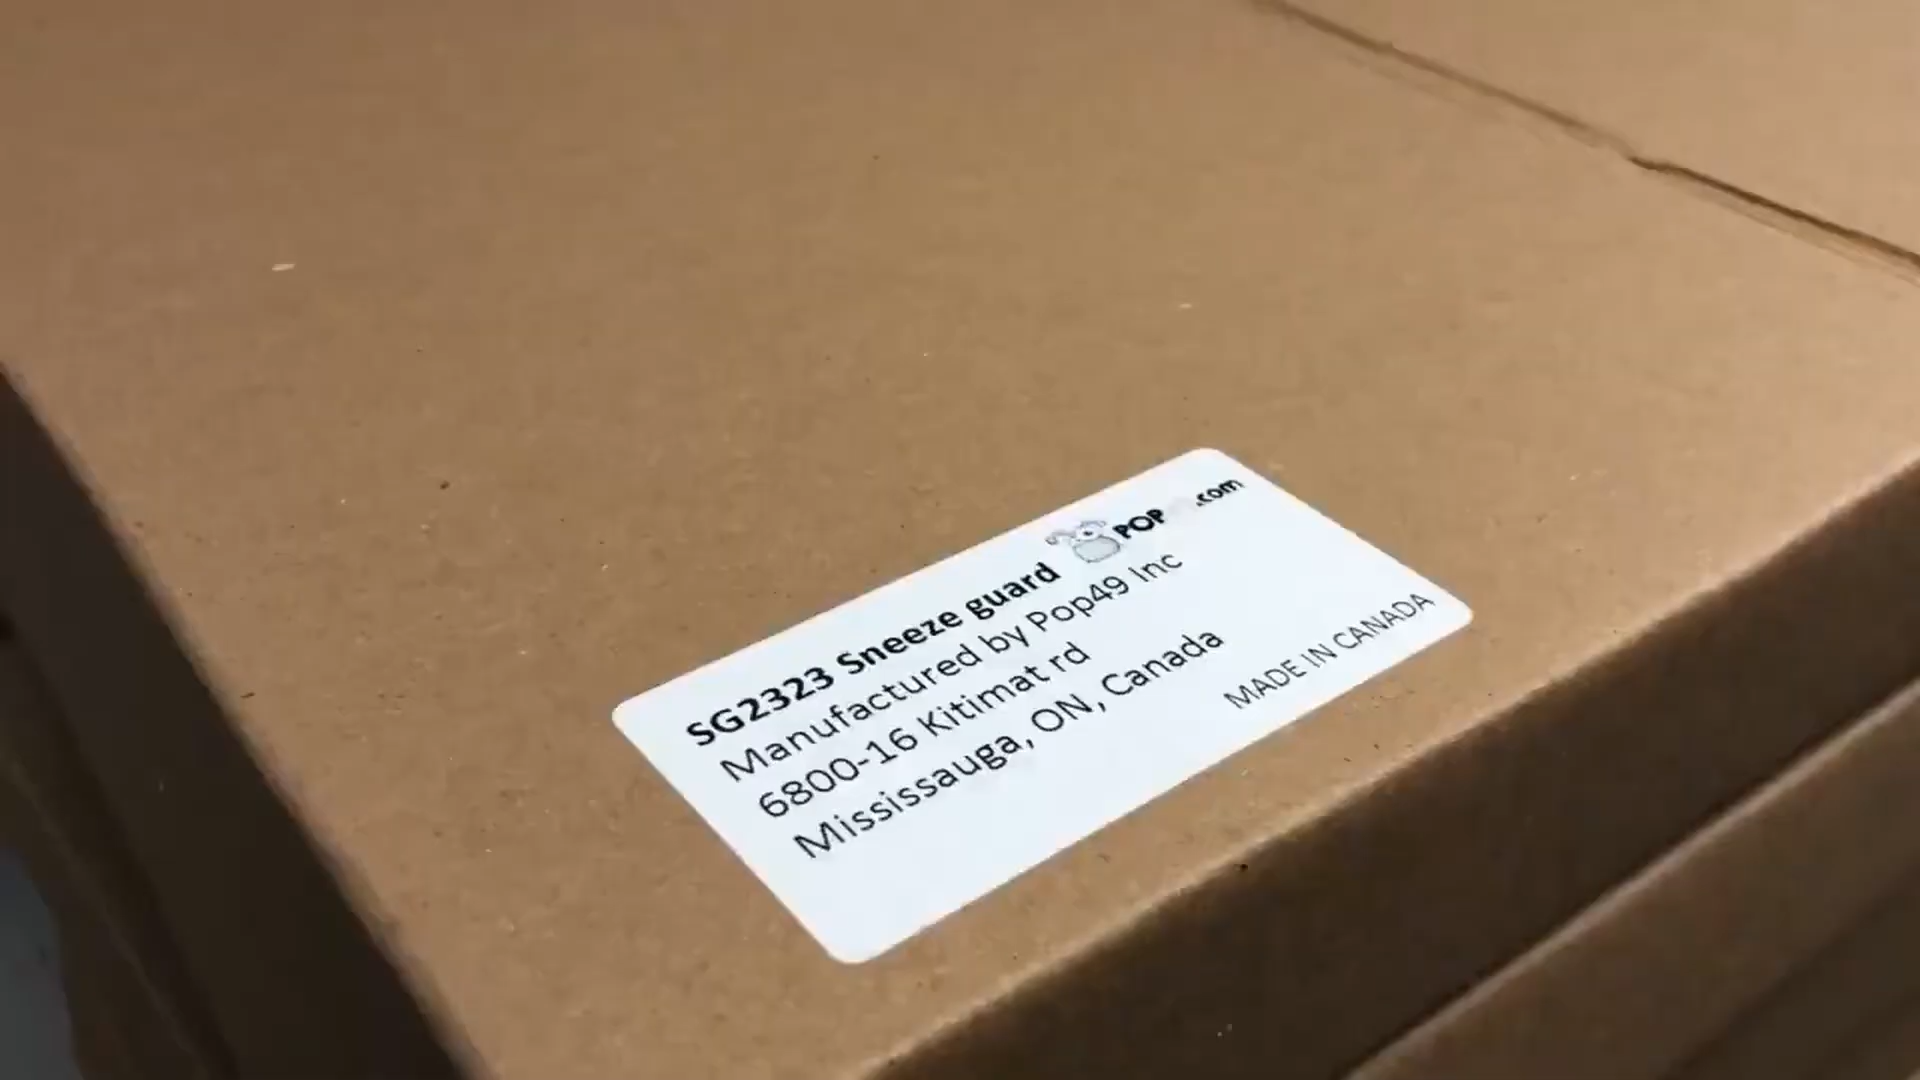 SG2323 Sneeze guard
POP .com
Manufactured by Pop49 Inc
6800-16 Kitimat rd
Mississauga, ON, Canada
MADE IN CANADA